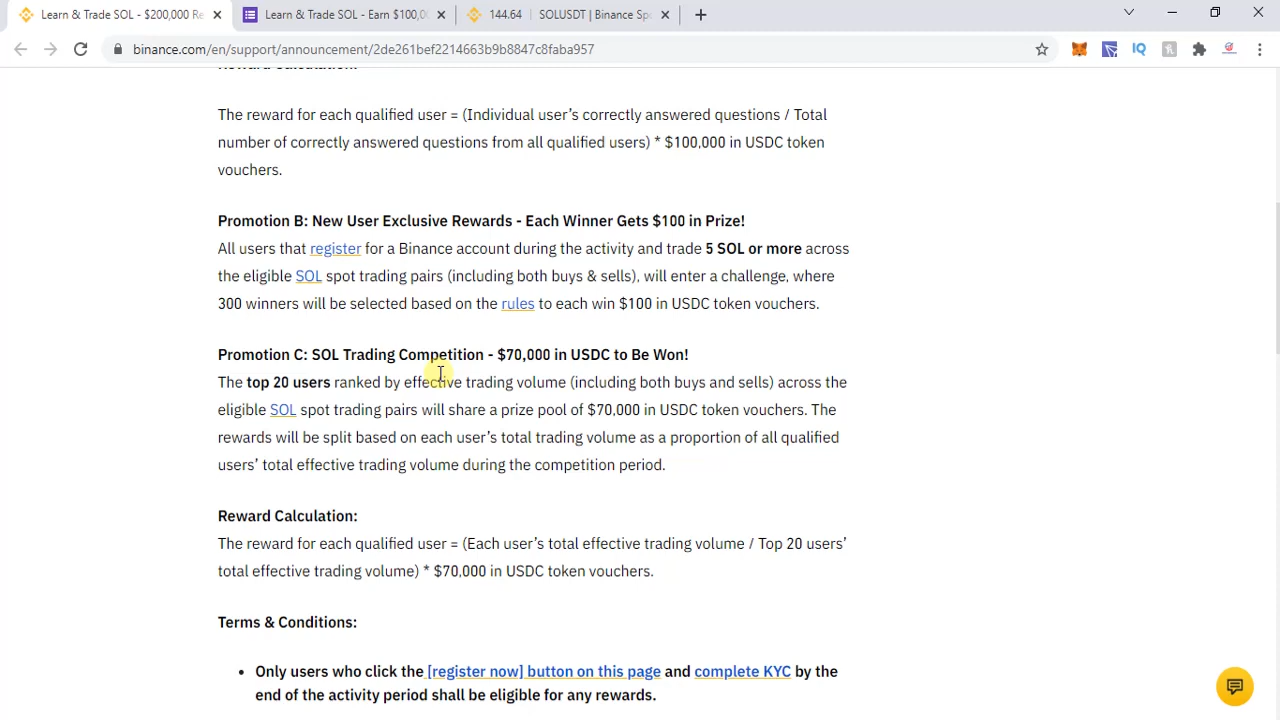 Learn & Trade SOL - $200,000 Re
Learn & Trade SOL - Earn $100,0
144.64 | SOLUSDT | Binance Spo
binance.com/en/support/announcement/2de261bef2214663b9b8847c8faba957
IQ
Reward Calculation:
The reward for each qualified user = (Individual user’s correctly answered questions / Total
number of correctly answered questions from all qualified users) * $100,000 in USDC token
vouchers.
Promotion B: New User Exclusive Rewards - Each Winner Gets $100 in Prize!
All users that register for a Binance account during the activity and trade 5 SOL or more across
the eligible SOL spot trading pairs (including both buys & sells), will enter a challenge, where
300 winners will be selected based on the rules to each win $100 in USDC token vouchers.
Promotion C: SOL Trading Competition - $70,000 in USDC to Be Won!
The top 20 users ranked by effective trading volume (including both buys and sells) across the
eligible SOL spot trading pairs will share a prize pool of $70,000 in USDC token vouchers. The
rewards will be split based on each user’s total trading volume as a proportion of all qualified
users’ total effective trading volume during the competition period.
Reward Calculation:
The reward for each qualified user = (Each user’s total effective trading volume / Top 20 users’
total effective trading volume) * $70,000 in USDC token vouchers.
Terms & Conditions:
• Only users who click the [register now] button on this page and complete KYC by the
end of the activity period shall be eligible for any rewards.